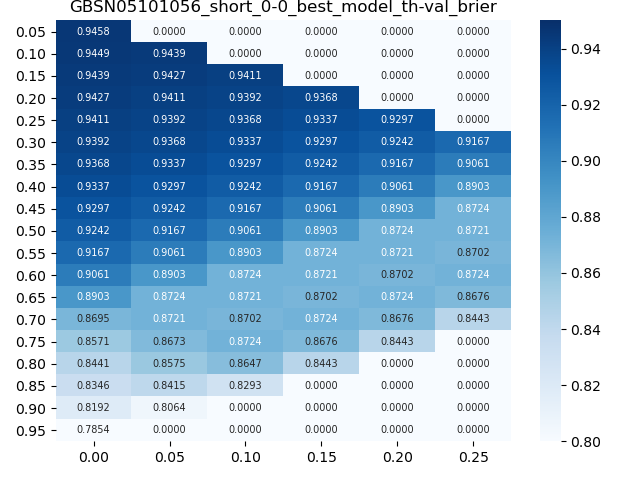 GBSN05101056_short_0-0_best_model_th-val_brier
0.05 0.9458 0.0000 0.0000 0.0000 0.0000 0.0000
0.10 0.9449 0.9439 0.0000 0.0000 0.0000 0.0000 0.94
0.15 0.9439 0.9427 0.9411 0.0000 0.0000 0.0000
0.20 0.9427 0.9411 0.9392 0.9368 0.0000 0.0000 0.92
0.25 0.9411 0.9392 0.9368 0.9337 0.9297 0.0000
0.30 0.9392 0.9368 0.9337 0.9297 0.9242 0.9167
0.35 0.9368 0.9337 0.9297 0.9242 0.9167 0.9061 0.90
0.40 0.9337 0.9297 0.9242 0.9167 0.9061 0.8903
0.45 0.9297 0.9242 0.9167 0.9061 0.8903 0.8724 0.88
0.50 0.9242 0.9167 0.9061 0.8903 0.8724 0.8721
0.55 0.9167 0.9061 0.8903 0.8724 0.8721 0.8702
0.60 0.9061 0.8903 0.8724 0.8721 0.8702 0.8724 0.86
0.65 0.8903 0.8724 0.8721 0.8702 0.8724 0.8676
0.70 0.8695 0.8721 0.8702 0.8724 0.8676 0.8443 0.84
0.75 0.8571 0.8673 0.8724 0.8676 0.8443 0.0000
0.80 0.8441 0.8575 0.8647 0.8443 0.0000 0.0000
0.85 0.8346 0.8415 0.8293 0.0000 0.0000 0.0000 0.82
0.90 0.8192 0.8064 0.0000 0.0000 0.0000 0.0000
0.95 0.7854 0.0000 0.0000 0.0000 0.0000 0.0000 0.80
0.00 0.05 0.10 0.15 0.20 0.25